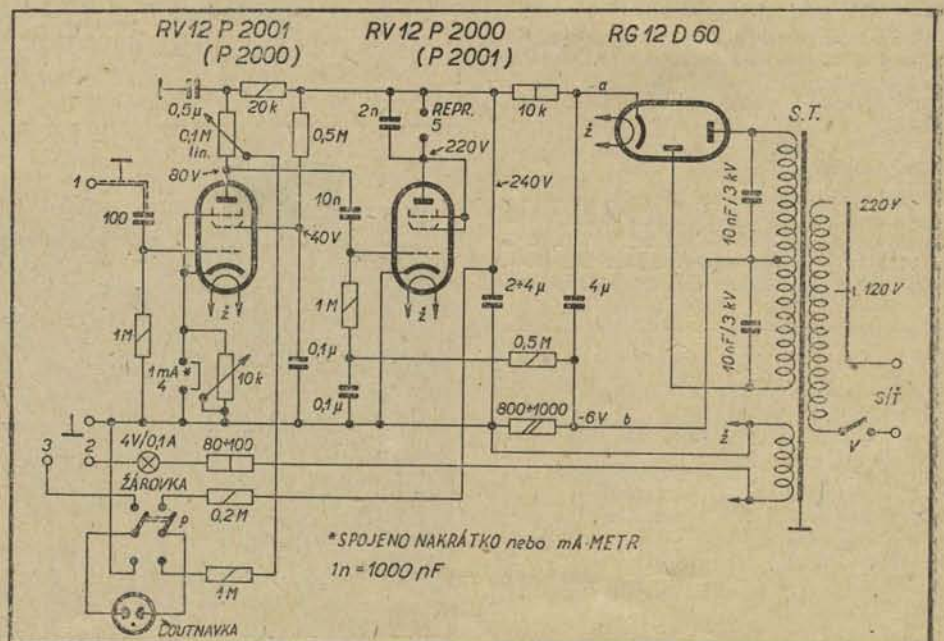 RV12 P 2001
(P 2000)
RV12 P 2000
(P 2001)
RG 12 D 60
0,5µ
20k
0,1M
lin.
80V
0,5M
2n
REPR.
5
220V
10k
a
ž
S.T.
1
100
10n
40V
240V
10nF/3kV
10nF/3kV
220V
120V
1M
ž
1M
ž
2÷4µ
4µ
1mA*
4
10k
0,1µ
0,1µ
0,5M
800÷1000
-6V
b
ž
SÍŤ
V
3
2
4V/0,1A
80÷100
ŽÁROVKA
P
0,2M
1M
DOUTNAVKA
*SPOJENO NAKRÁTKO nebo mA-METR
1n = 1000 pF